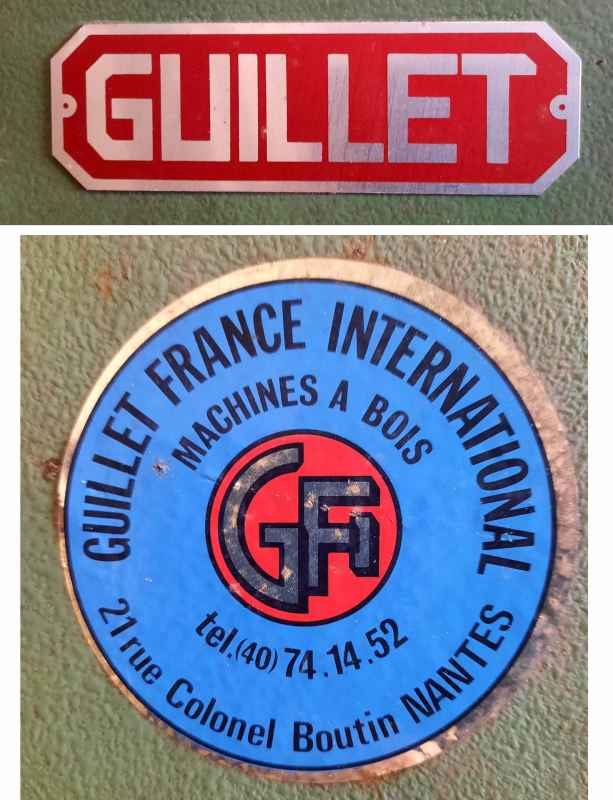 GUILLET
GUILLET FRANCE INTERNATIONAL
MACHINES A BOIS
GFI
tel.(40) 74.14.52
21 rue Colonel Boutin NANTES